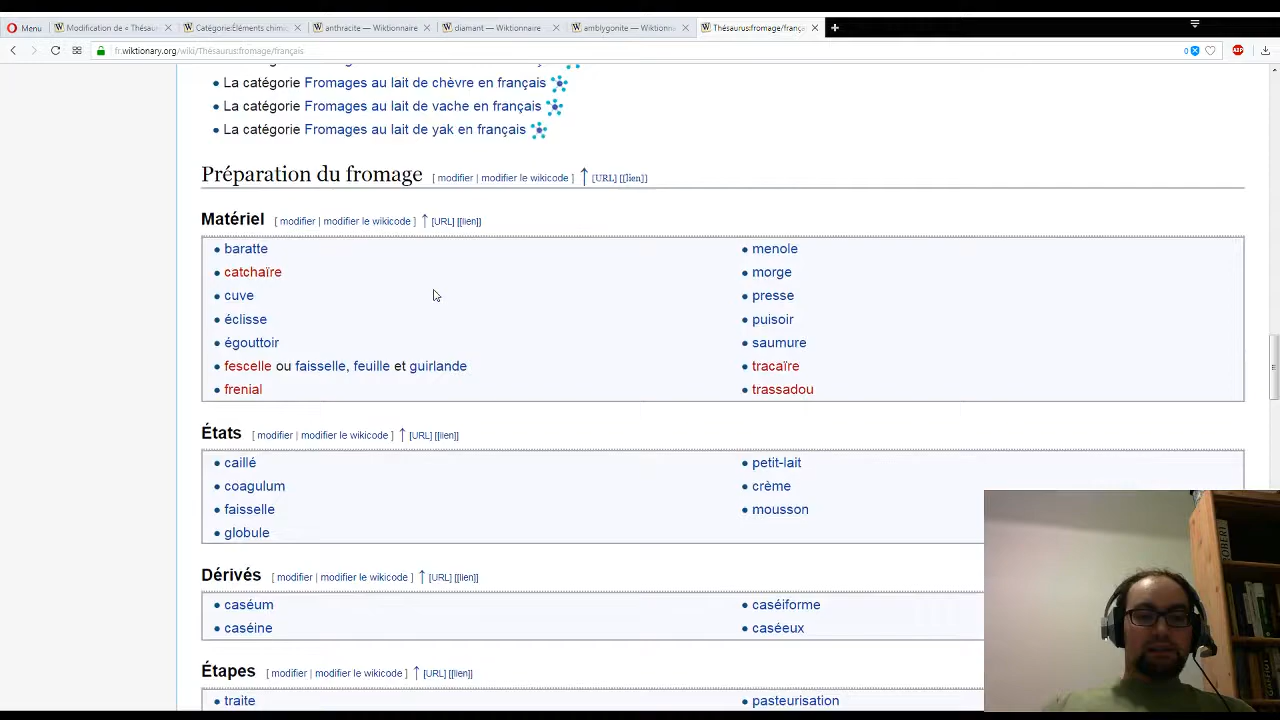 Menu
Modification de « Thésau
Catégorie:Éléments chimi
anthracite — Wiktionnaire
diamant — Wiktionnaire
amblygonite — Wiktionn
Thésaurus:fromage/frança
fr.wiktionary.org/wiki/Thésaurus:fromage/français
0
ABP
La catégorie Fromages au lait de chèvre en français
La catégorie Fromages au lait de vache en français
La catégorie Fromages au lait de yak en français
Préparation du fromage [ modifier | modifier le wikicode ] ↑ [URL] [[lien]]
Matériel [ modifier | modifier le wikicode ] ↑ [URL] [[lien]]
baratte
catchaïre
cuve
éclisse
égouttoir
fescelle ou faisselle, feuille et guirlande
frenial
menole
morge
presse
puisoir
saumure
tracaïre
trassadou
États [ modifier | modifier le wikicode ] ↑ [URL] [[lien]]
caillé
coagulum
faisselle
globule
petit-lait
crème
mousson
Dérivés [ modifier | modifier le wikicode ] ↑ [URL] [[lien]]
caséum
caséine
caséiforme
caséeux
Étapes [ modifier | modifier le wikicode ] ↑ [URL] [[lien]]
traite
pasteurisation